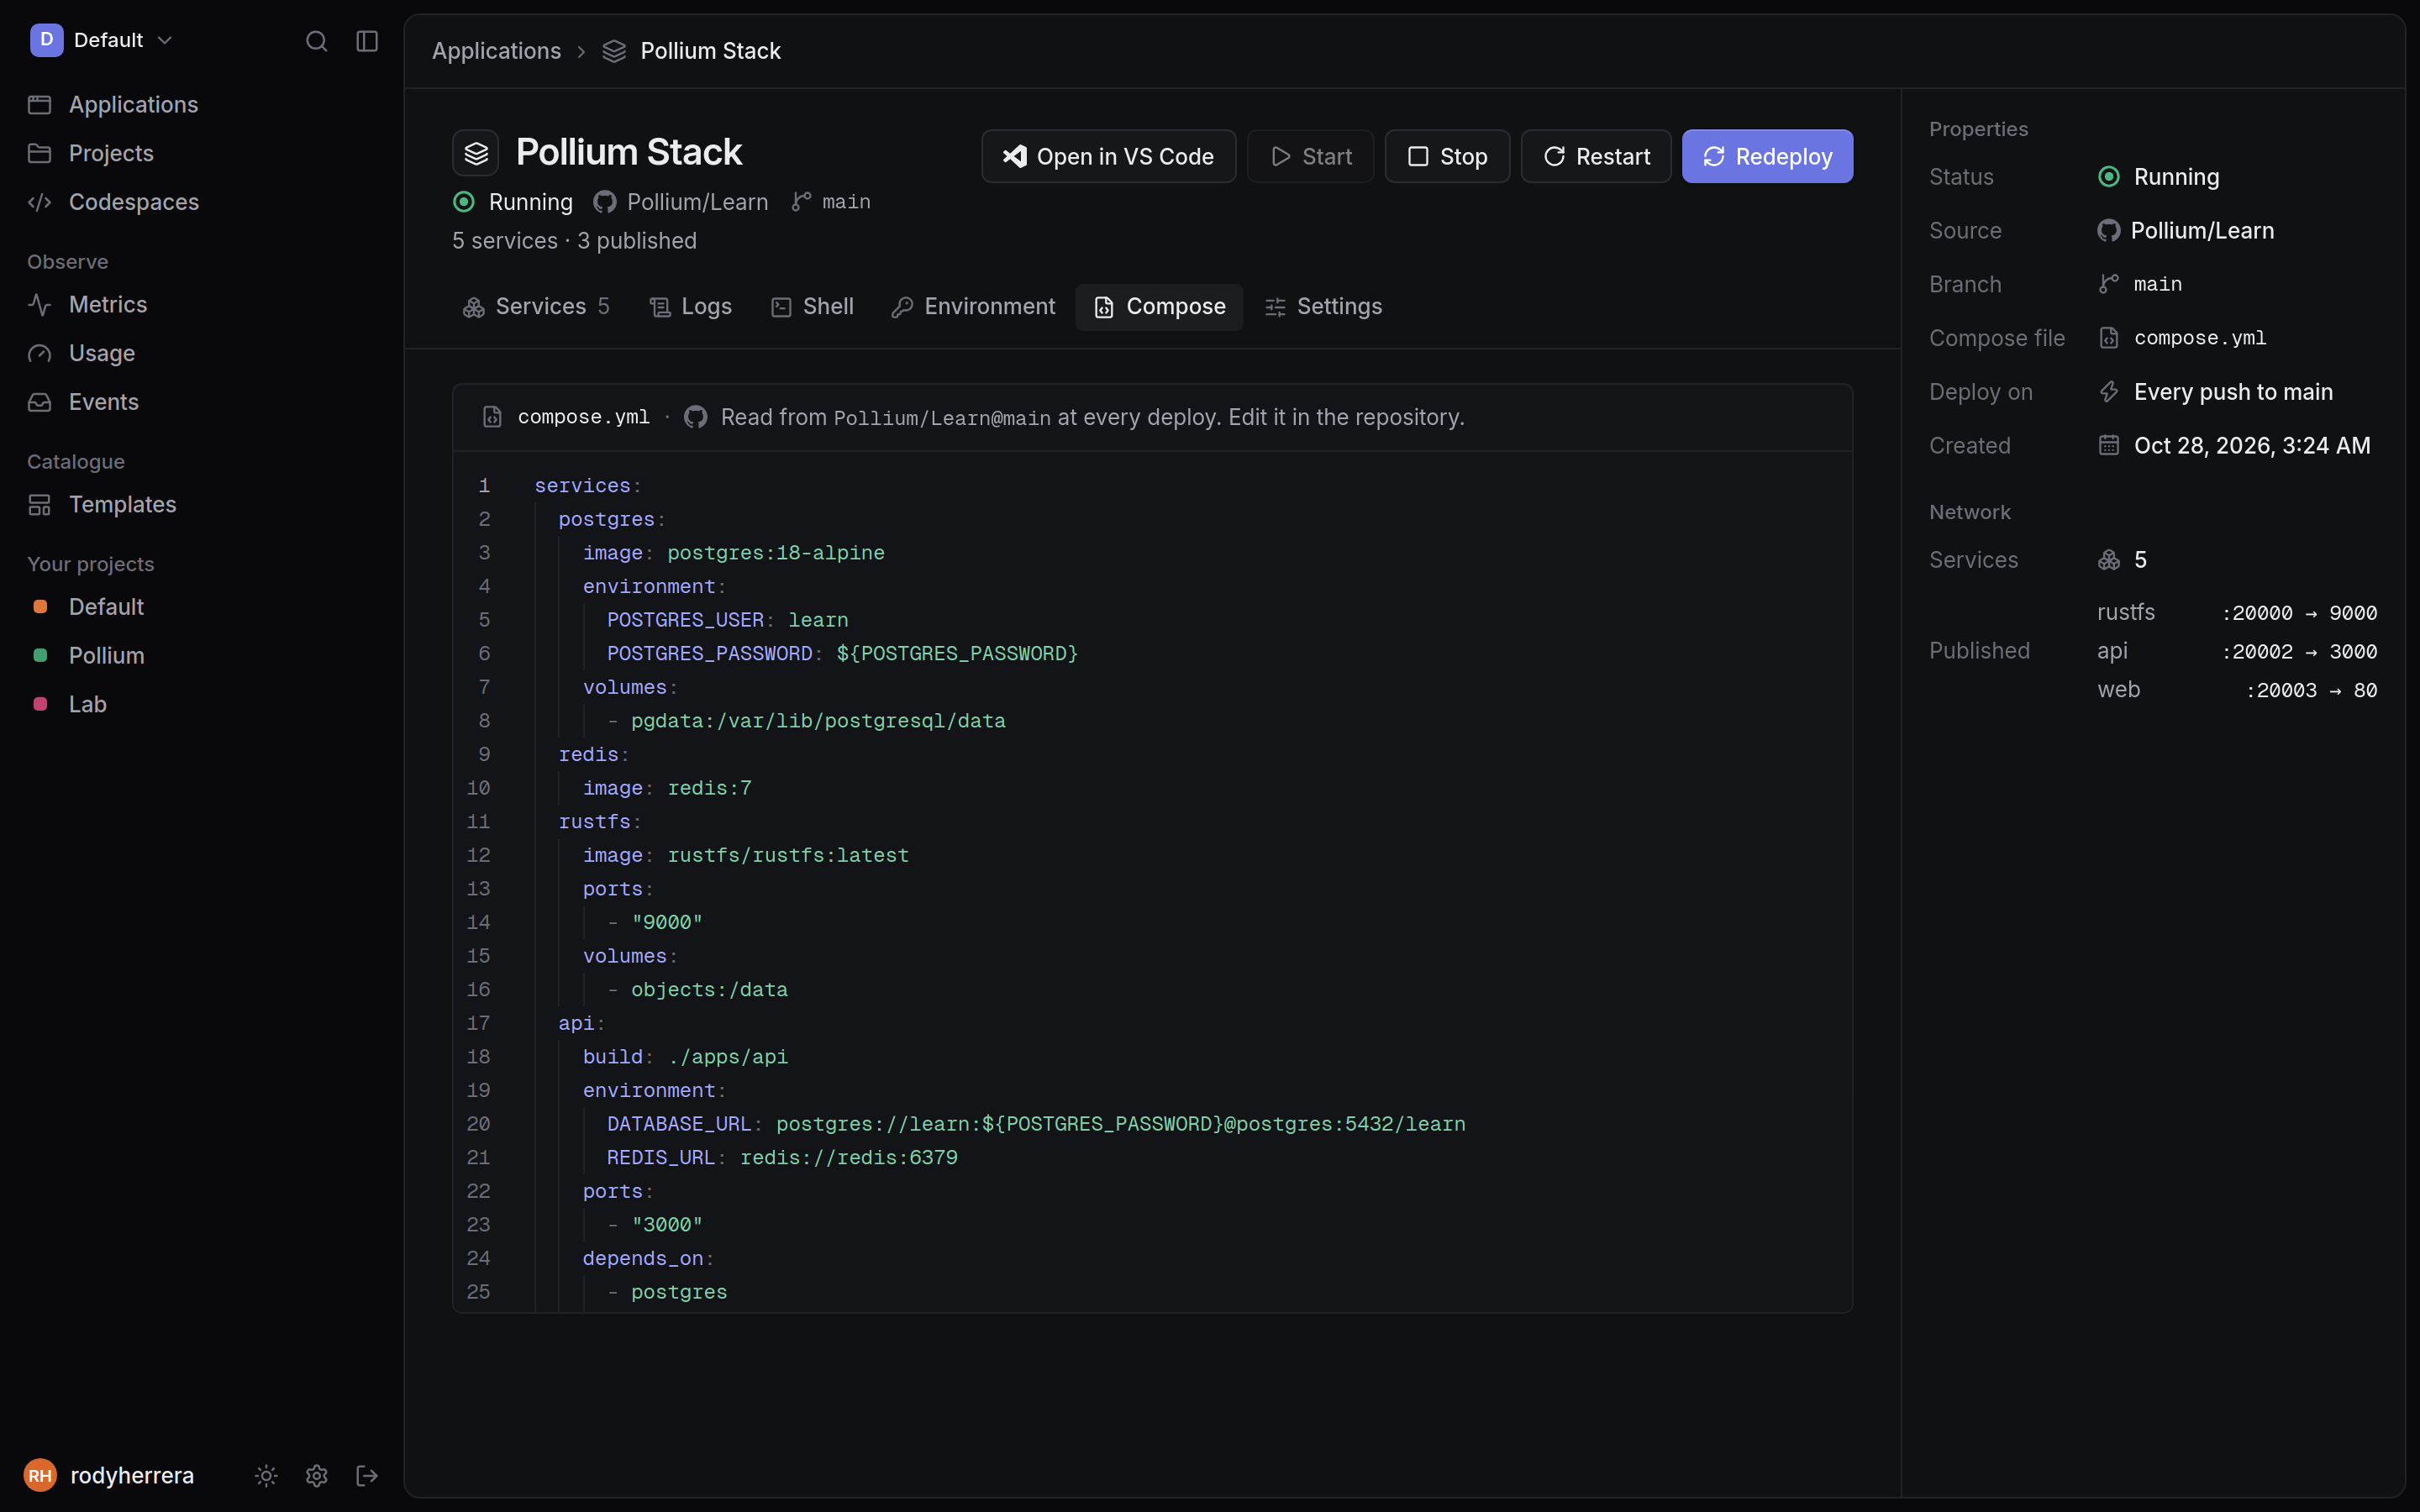 D Default
Applications
Projects
Codespaces
Observe
Metrics
Usage
Events
Catalogue
Templates
Your projects
Default
Pollium
Lab
RH rodyherrera
Applications > Pollium Stack
Pollium Stack
Open in VS Code Start Stop Restart Redeploy
Running Pollium/Learn main
5 services · 3 published
Services 5 Logs Shell Environment Compose Settings
compose.yml · Read from Pollium/Learn@main at every deploy. Edit it in the repository.
1 services:
2 postgres:
3 image: postgres:18-alpine
4 environment:
5 POSTGRES_USER: learn
6 POSTGRES_PASSWORD: ${POSTGRES_PASSWORD}
7 volumes:
8 - pgdata:/var/lib/postgresql/data
9 redis:
10 image: redis:7
11 rustfs:
12 image: rustfs/rustfs:latest
13 ports:
14 - "9000"
15 volumes:
16 - objects:/data
17 api:
18 build: ./apps/api
19 environment:
20 DATABASE_URL: postgres://learn:${POSTGRES_PASSWORD}@postgres:5432/learn
21 REDIS_URL: redis://redis:6379
22 ports:
23 - "3000"
24 depends_on:
25 - postgres
Properties
Status Running
Source Pollium/Learn
Branch main
Compose file compose.yml
Deploy on Every push to main
Created Oct 28, 2026, 3:24 AM
Network
Services 5
Published
rustfs :20000 → 9000
api :20002 → 3000
web :20003 → 80